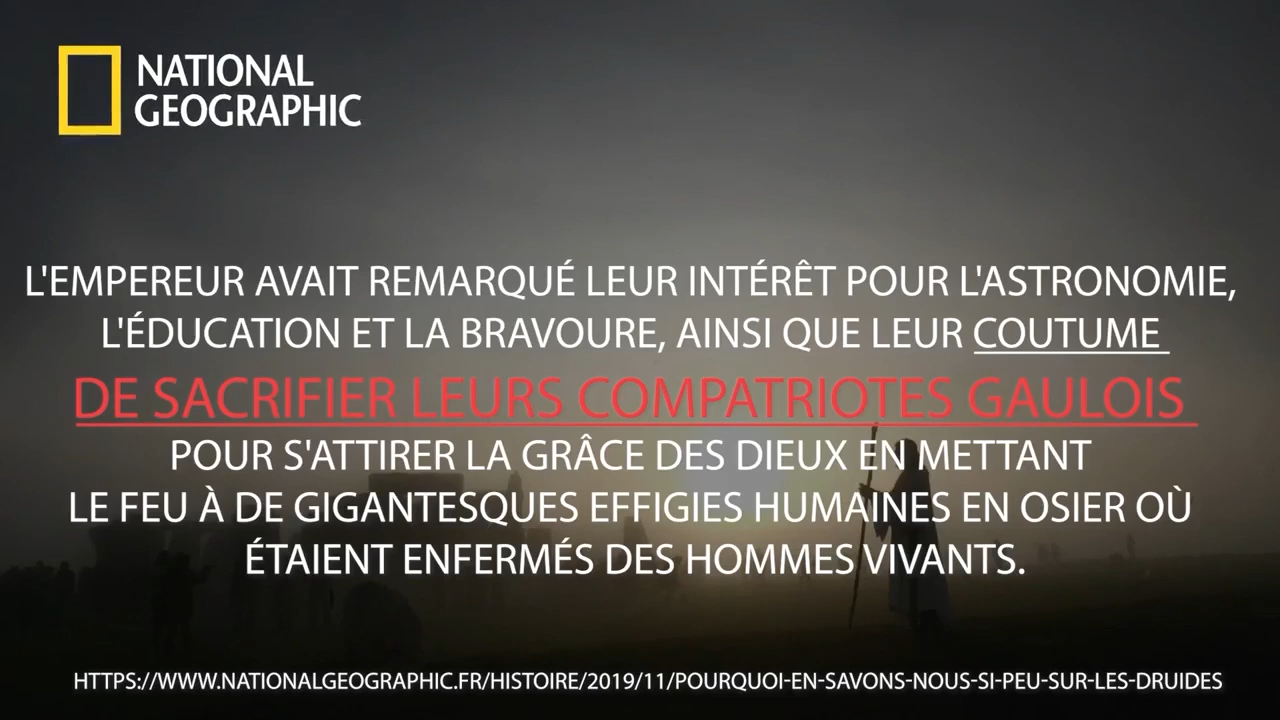 NATIONAL
GEOGRAPHIC
L'EMPEREUR AVAIT REMARQUÉ LEUR INTÉRÊT POUR L'ASTRONOMIE,
L'ÉDUCATION ET LA BRAVOURE, AINSI QUE LEUR COUTUME
DE SACRIFIER LEURS COMPATRIOTES GAULOIS
POUR S'ATTIRER LA GRÂCE DES DIEUX EN METTANT
LE FEU À DE GIGANTESQUES EFFIGIES HUMAINES EN OSIER OÙ
ÉTAIENT ENFERMÉS DES HOMMES VIVANTS.
HTTPS://WWW.NATIONALGEOGRAPHIC.FR/HISTOIRE/2019/11/POURQUOI-EN-SAVONS-NOUS-SI-PEU-SUR-LES-DRUIDES